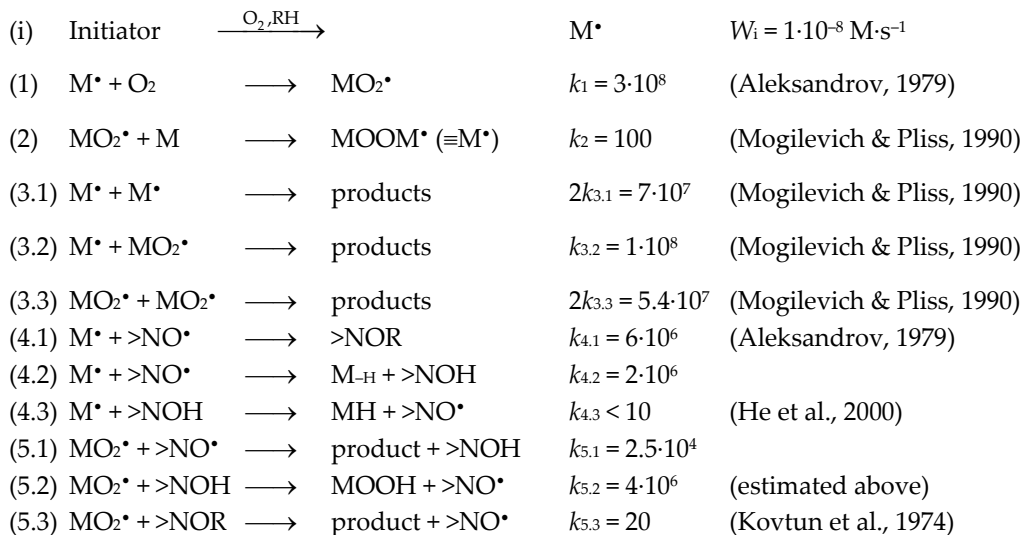 (i) Initiator O₂,RH ⟶ M• Wi = 1·10⁻⁸ M·s⁻¹
(1) M• + O₂ ⟶ MO₂• k₁ = 3·10⁸ (Aleksandrov, 1979)
(2) MO₂• + M ⟶ MOOM• (≡M•) k₂ = 100 (Mogilevich & Pliss, 1990)
(3.1) M• + M• ⟶ products 2k₃.₁ = 7·10⁷ (Mogilevich & Pliss, 1990)
(3.2) M• + MO₂• ⟶ products k₃.₂ = 1·10⁸ (Mogilevich & Pliss, 1990)
(3.3) MO₂• + MO₂• ⟶ products 2k₃.₃ = 5.4·10⁷ (Mogilevich & Pliss, 1990)
(4.1) M• + >NO• ⟶ >NOR k₄.₁ = 6·10⁶ (Aleksandrov, 1979)
(4.2) M• + >NO• ⟶ M₋H + >NOH k₄.₂ = 2·10⁶
(4.3) M• + >NOH ⟶ MH + >NO• k₄.₃ < 10 (He et al., 2000)
(5.1) MO₂• + >NO• ⟶ product + >NOH k₅.₁ = 2.5·10⁴
(5.2) MO₂• + >NOH ⟶ MOOH + >NO• k₅.₂ = 4·10⁶ (estimated above)
(5.3) MO₂• + >NOR ⟶ product + >NO• k₅.₃ = 20 (Kovtun et al., 1974)